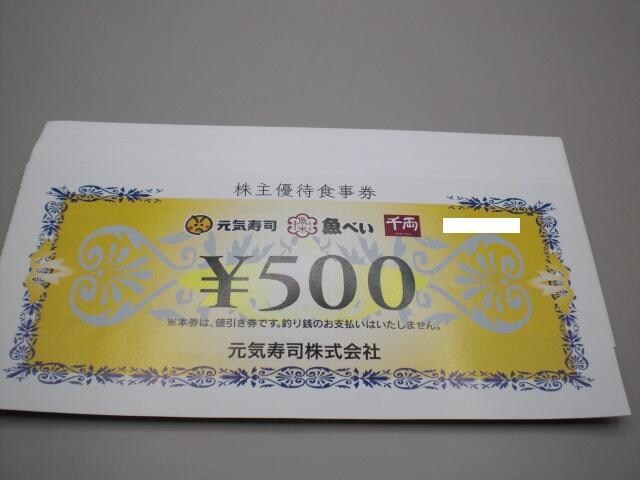 株主優待食事券
元気寿司 魚米 魚べい 千両
¥500
※本券は、値引き券です。釣り銭のお支払いはいたしません。
元気寿司株式会社